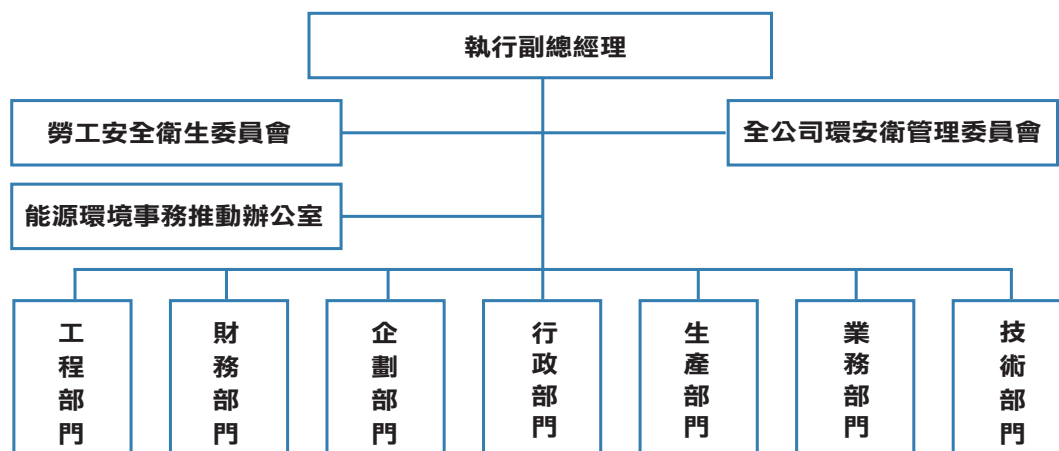 執行副總經理
勞工安全衛生委員會
全公司環安衛管理委員會
能源環境事務推動辦公室
工程部門
財務部門
企劃部門
行政部門
生產部門
業務部門
技術部門